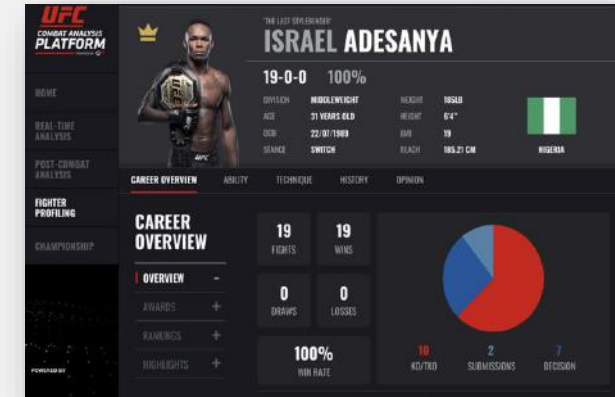 UFC
COMBAT ANALYSIS
PLATFORM
HOME
REAL-TIME
ANALYSIS
POST-COMBAT
ANALYSIS
FIGHTER
PROFILING
CHAMPIONSHIP
POWERED BY
"THE LAST STYLEBENDER"
ISRAEL ADESANYA
19-0-0 100%
DIVISION MIDDLEWEIGHT
AGE 31 YEARS OLD
DOB 22/07/1989
STANCE SWITCH
WEIGHT 185LB
HEIGHT 6'4"
BMI 19
REACH
NIGERIA
CAREER OVERVIEW ABILITY TECHNIQUE HISTORY OPINION
CAREER
OVERVIEW
OVERVIEW -
AWARDS +
RANKINGS +
HIGHLIGHTS +
19
FIGHTS
19
WINS
0
DRAWS
0
LOSSES
100%
WIN RATE
10
KO/TKO
2
SUBMISSIONS
7
DECISION